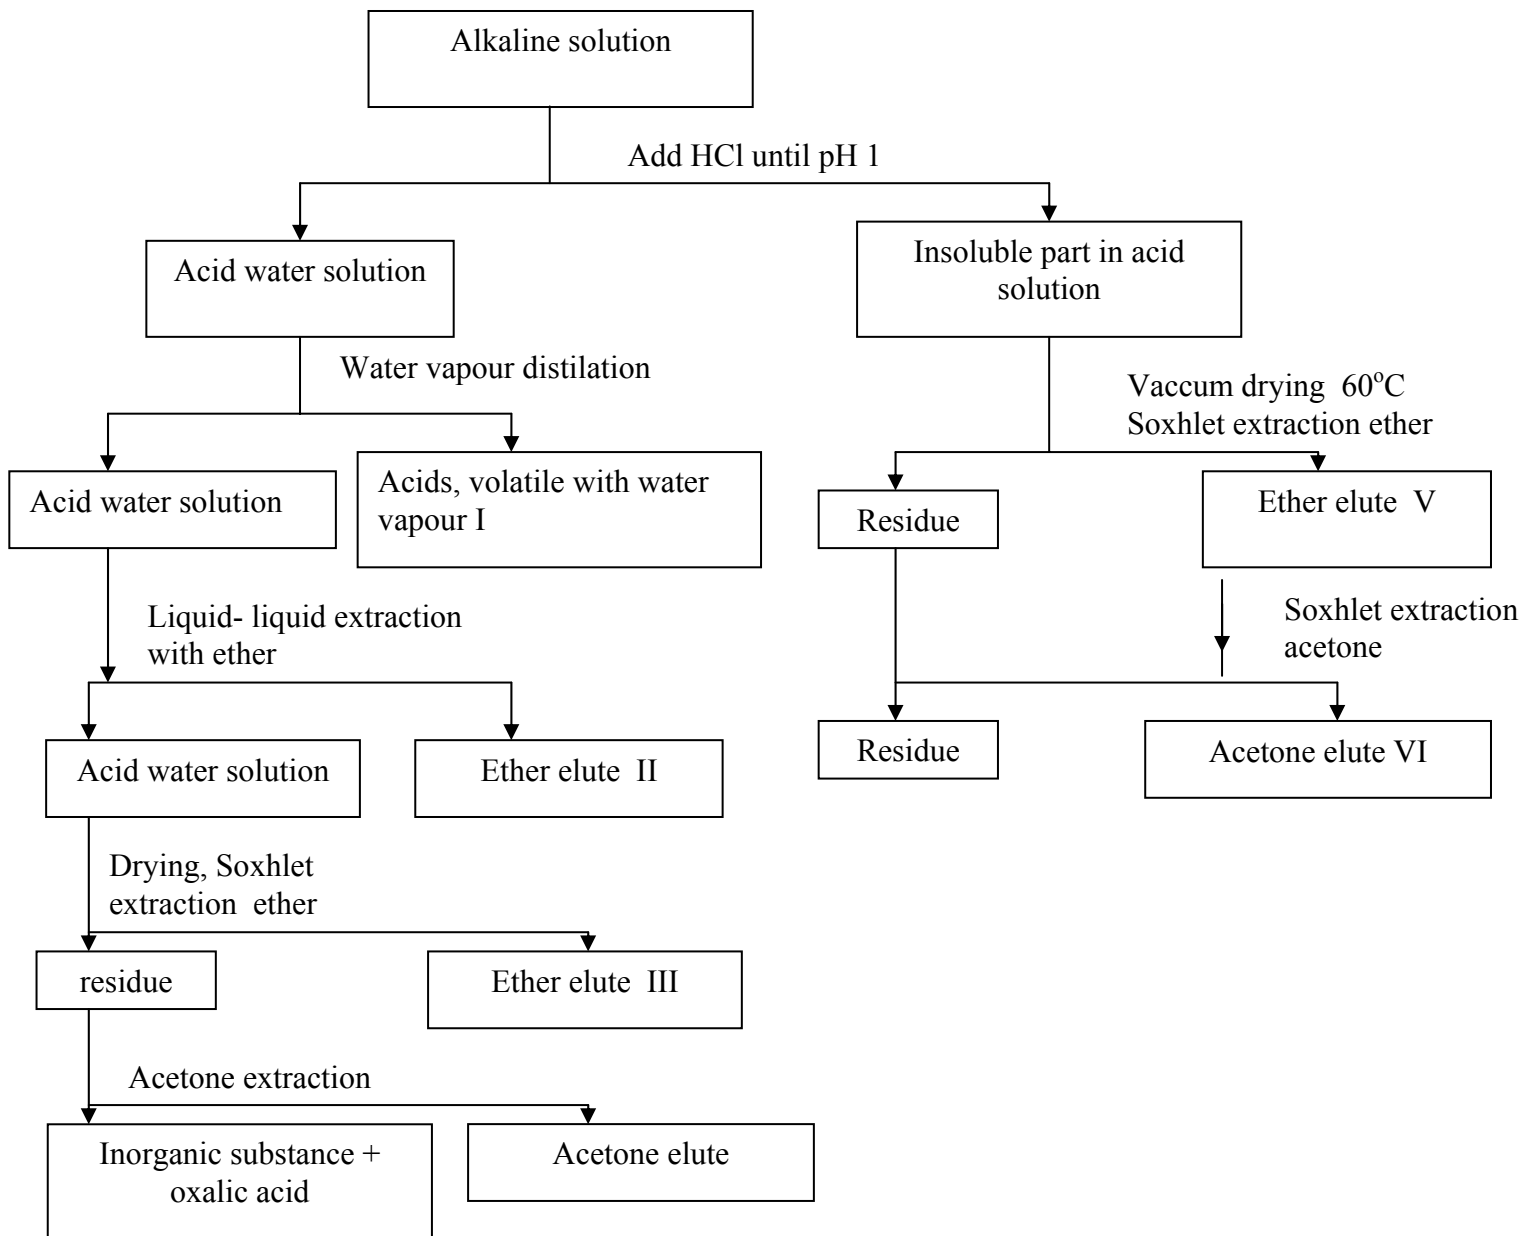 Alkaline solution
Add HCl until pH 1
Acid water solution
Insoluble part in acid
solution
Water vapour distilation
Vaccum drying 60°C
Soxhlet extraction ether
Acid water solution
Acids, volatile with water
vapour I
Residue
Ether elute V
Liquid- liquid extraction
with ether
Soxhlet extraction
acetone
Acid water solution
Ether elute II
Residue
Acetone elute VI
Drying, Soxhlet
extraction ether
residue
Ether elute III
Acetone extraction
Inorganic substance +
oxalic acid
Acetone elute